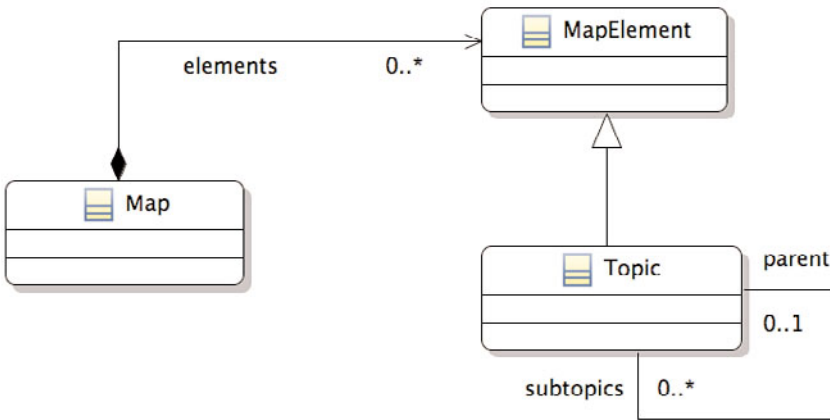 MapElement
elements 0..*
Map
Topic
parent
0..1
subtopics 0..*